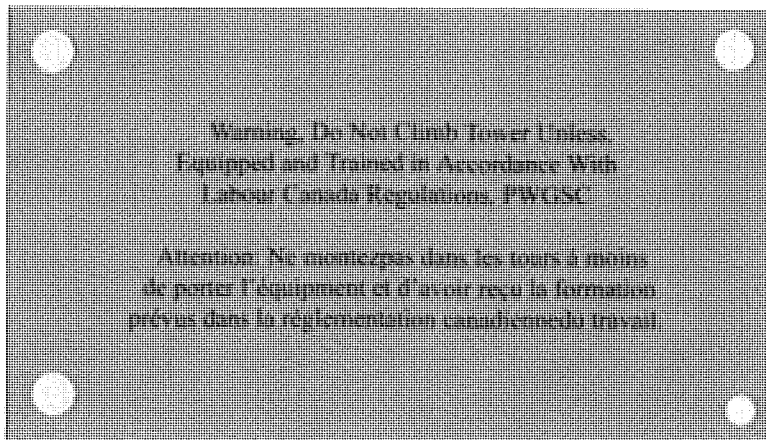 Warning, Do Not Climb Tower Unless,
Equipped and Trained in Accordance With
Labour Canada Regulations, PWGSC
Attention: Ne montezpas dans les tours à moins
de porter l'équipment et d'avoir reçu la formation
prévus dans la réglementation canadiennedu travail.